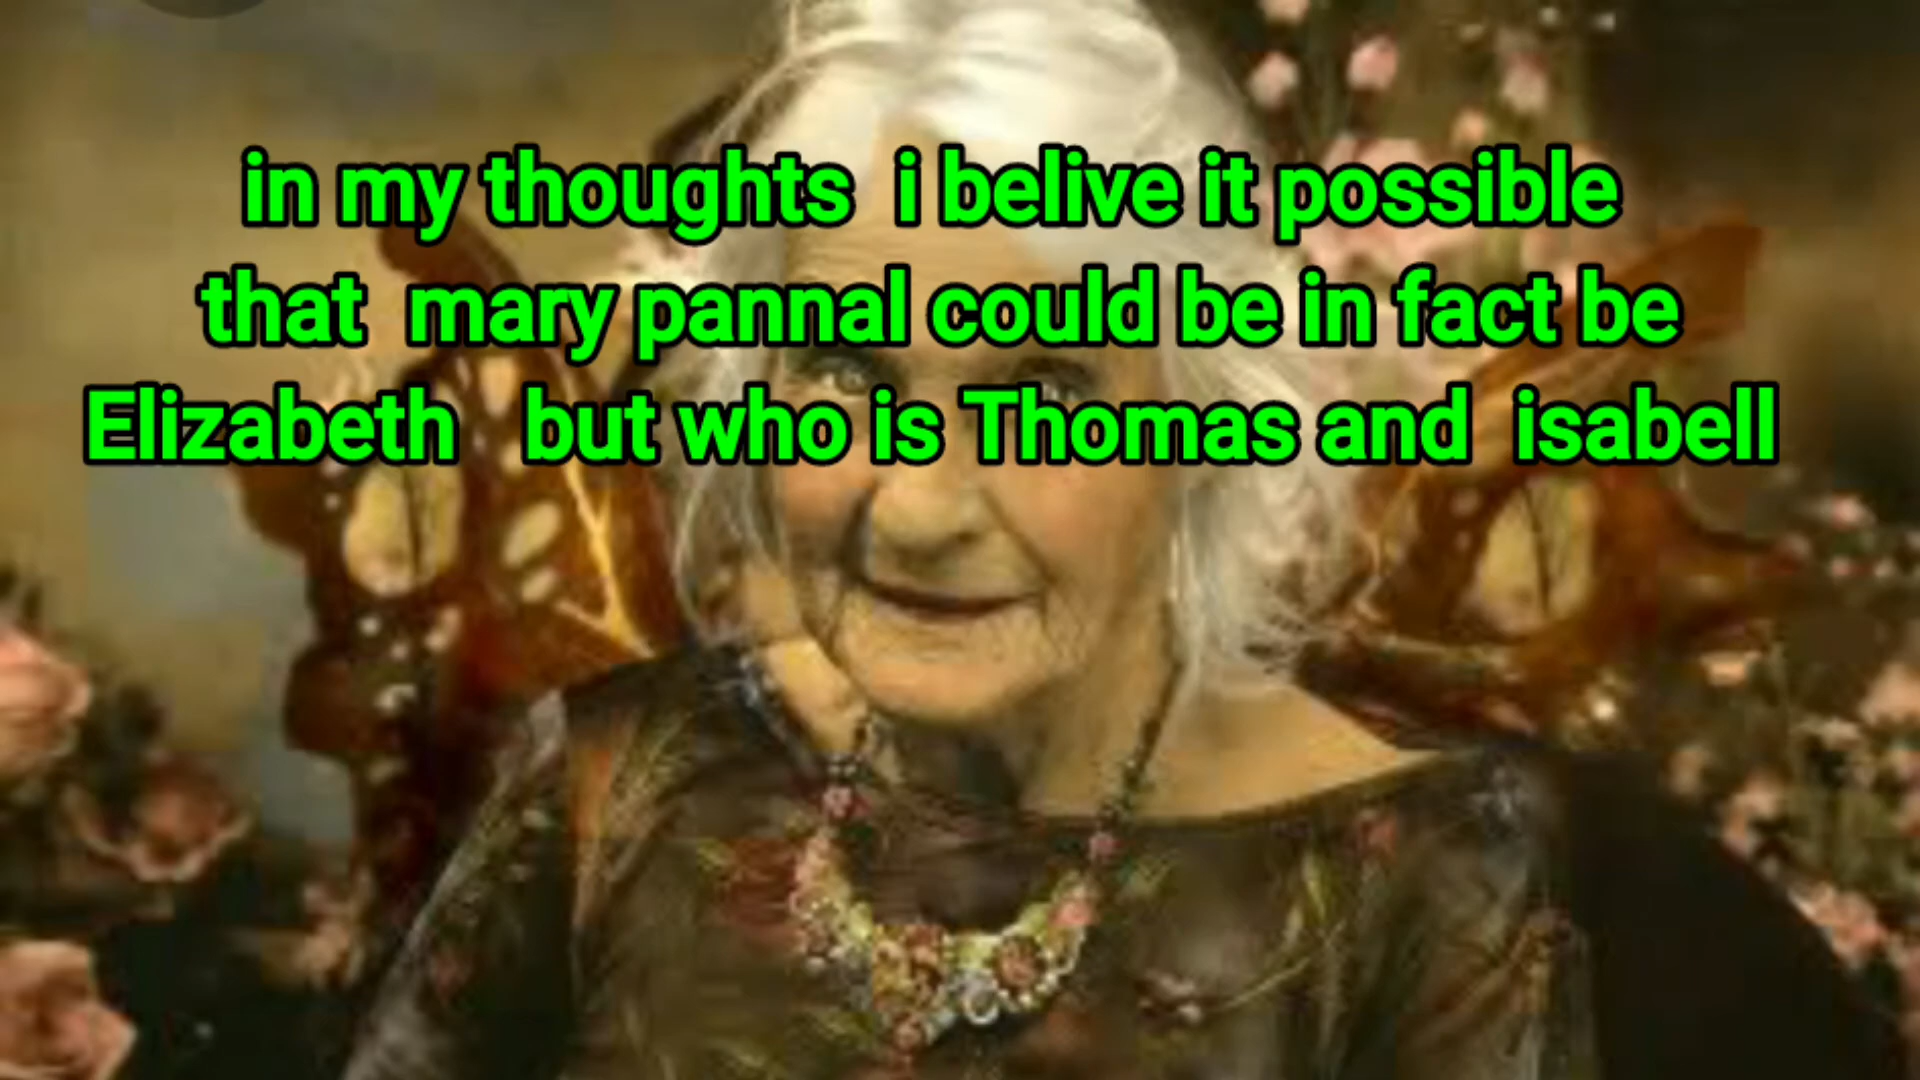 in my thoughts i belive it possible
that mary pannal could be in fact be
Elizabeth but who is Thomas and isabell